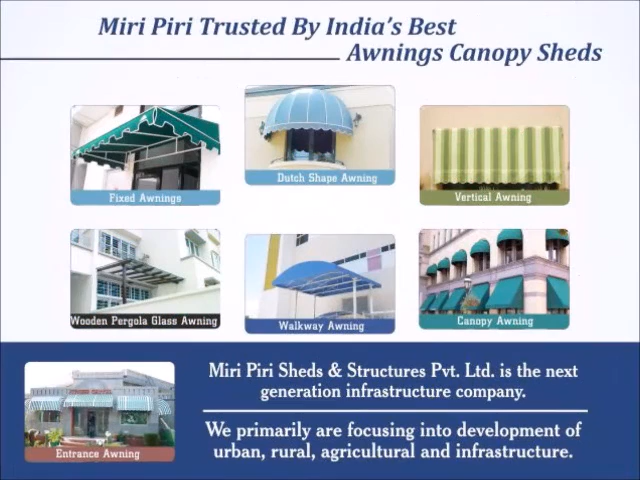 Miri Piri Trusted By India's Best
Awnings Canopy Sheds
Fixed Awnings
Dutch Shape Awning
Vertical Awning
Wooden Pergola Glass Awning
Walkway Awning
Canopy Awning
Entrance Awning
Miri Piri Sheds & Structures Pvt. Ltd. is the next
generation infrastructure company.
We primarily are focusing into development of
urban, rural, agricultural and infrastructure.